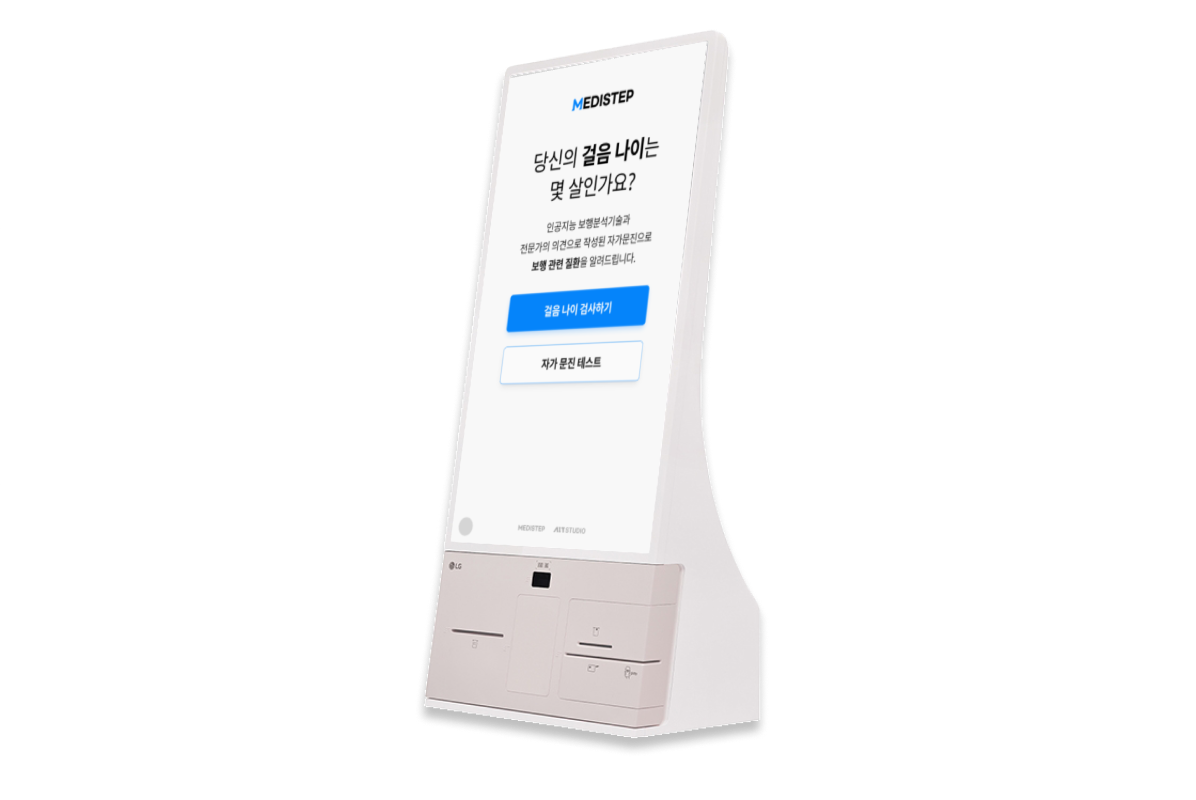 MEDISTEP
당신의 걸음 나이는
몇 살인가요?
인공지능 보행분석기술과
전문가의 의견으로 작성된 자가문진으로
보행 관련 질환을 알려드립니다.
걸음 나이 검사하기
자가 문진 테스트
MEDISTEP STUDIO
LG